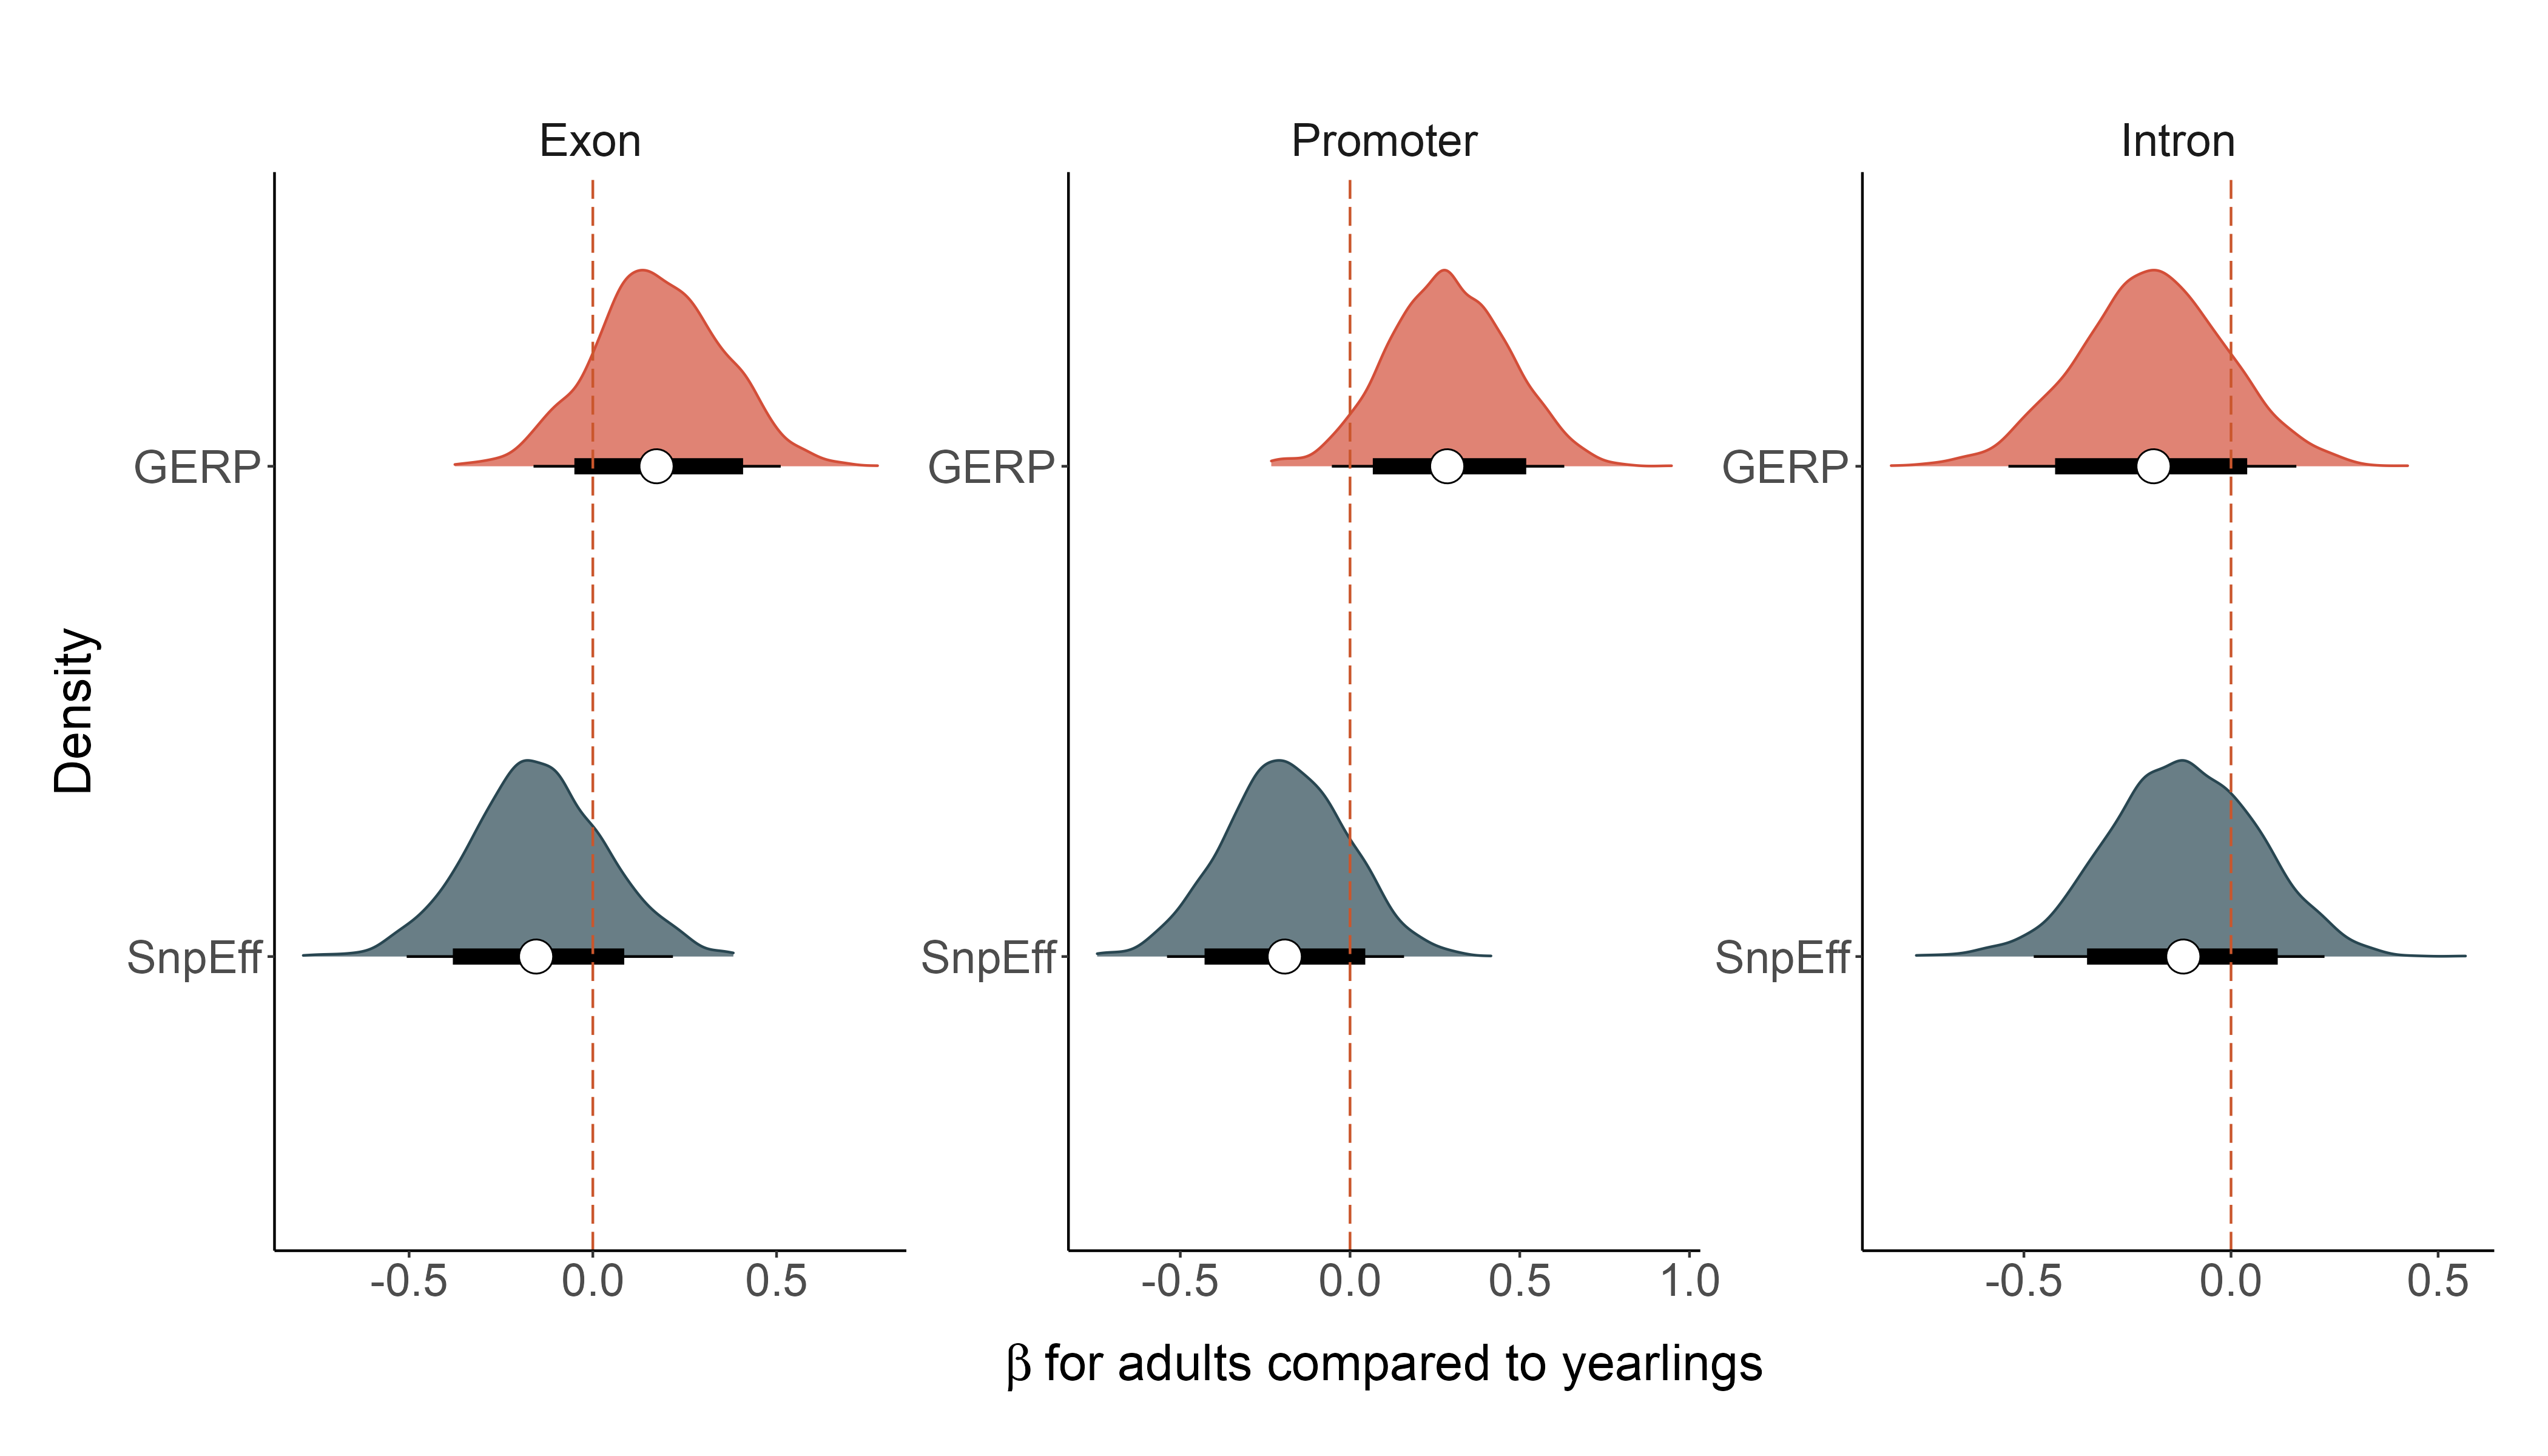 Exon
Promoter
Intron
Density
GERP
GERP
GERP
SnpEff
SnpEff
SnpEff
-0.5 0.0 0.5
-0.5 0.0 0.5 1.0
-0.5 0.0 0.5
β for adults compared to yearlings